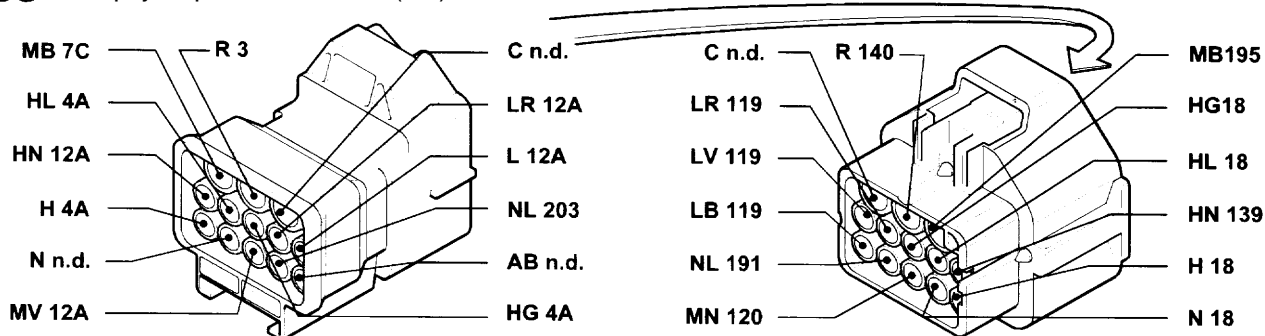 MB 7C R 3 C n.d. C n.d. R 140 MB195
HL 4A LR 12A LR 119 HG18
HN 12A L 12A LV 119 HL 18
H 4A NL 203 LB 119 HN 139
N n.d. AB n.d. NL 191 H 18
MV 12A HG 4A MN 120 N 18